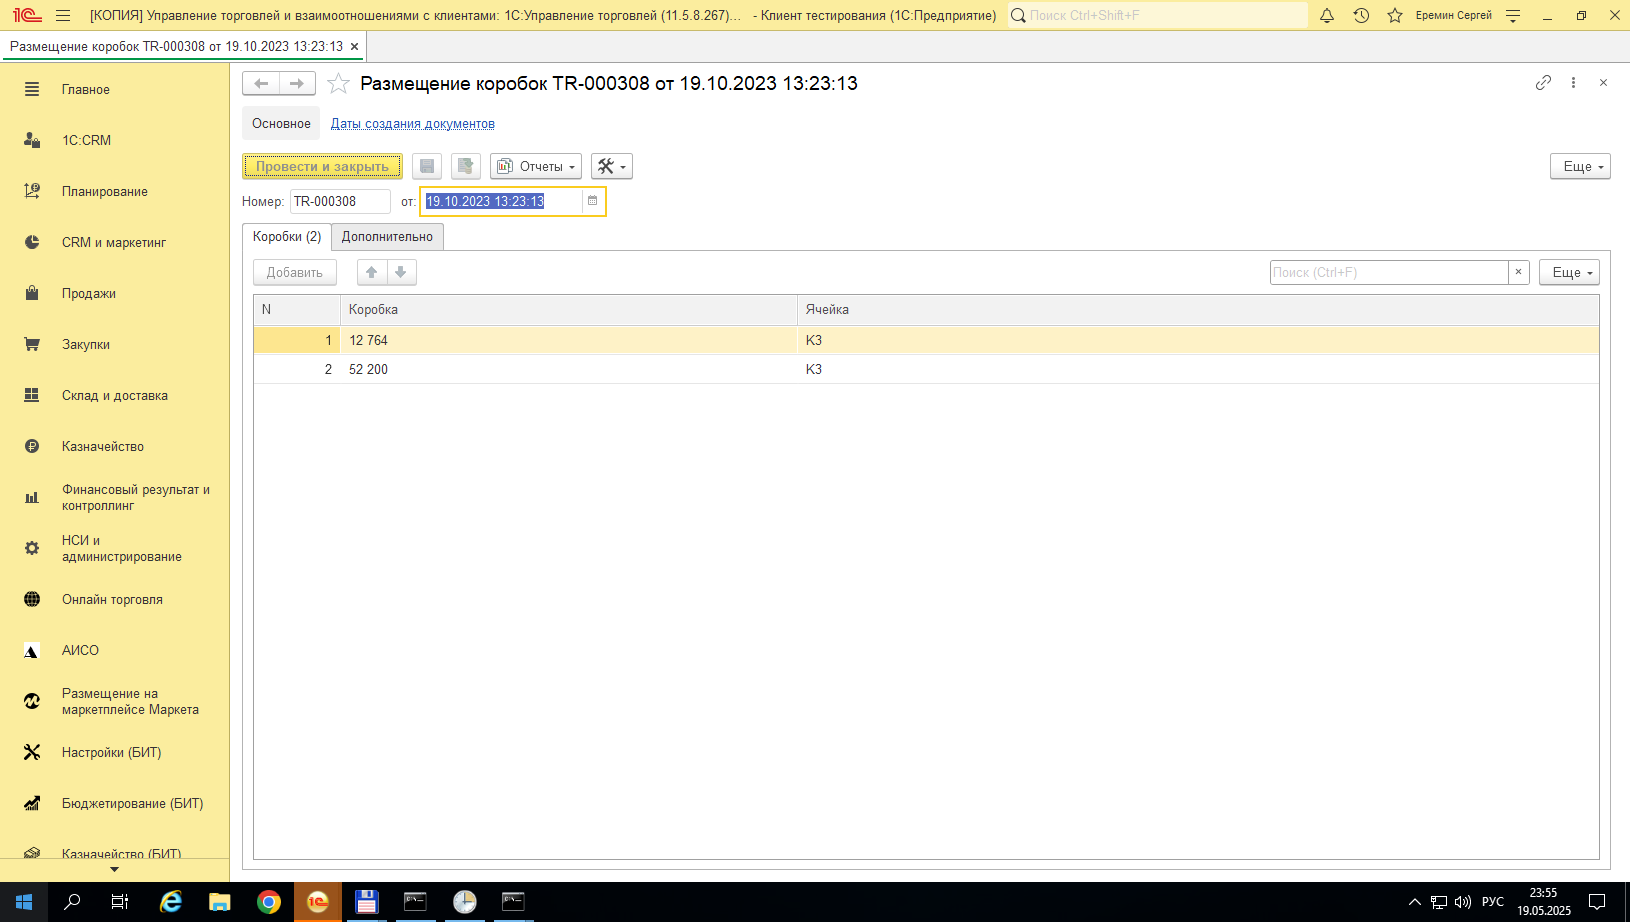 [КОПИЯ] Управление торговлей и взаимоотношениями с клиентами: 1С:Управление торговлей (11.5.8.267)... - Клиент тестирования (1С:Предприятие)
Поиск Ctrl+Shift+F
Еремин Сергей
Размещение коробок TR-000308 от 19.10.2023 13:23:13 ×
Главное
1C:CRM
Планирование
CRM и маркетинг
Продажи
Закупки
Склад и доставка
Казначейство
Финансовый результат и
контроллинг
НСИ и
администрирование
Онлайн торговля
АИСО
Размещение на
маркетплейсе Маркета
Настройки (БИТ)
Бюджетирование (БИТ)
Казначейство (БИТ)
Размещение коробок TR-000308 от 19.10.2023 13:23:13
Основное
Даты создания документов
Провести и закрыть
Отчеты
Еще
Номер: TR-000308 от: 19.10.2023 13:23:13
Коробки (2)
Дополнительно
Добавить
Поиск (Ctrl+F)
×
Еще
N Коробка Ячейка
1 12 764 К3
2 52 200 К3
РУС
23:55
19.05.2025